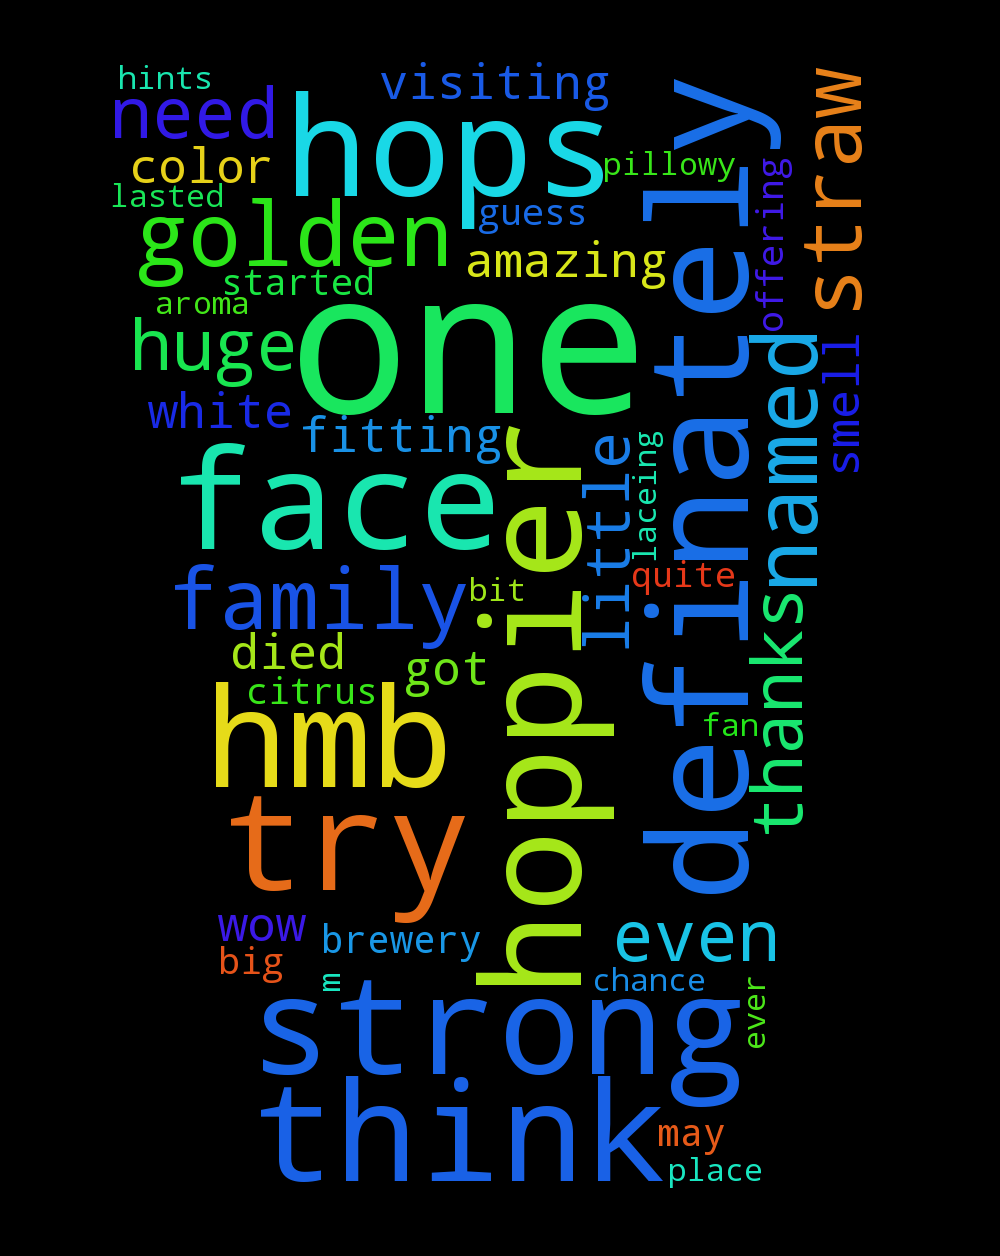 hints
visiting
need
hops
straw
definately
color
pillowy
offering
lasted
golden
guess
amazing
started
aroma
one
huge
named
smell
white
fitting
hoppier
little
laceing
face
quite
family
bit
thanks
died
got
citrus
hmb
fan
try
wow
brewery
even
big
m
chance
strong
ever
think
may
place